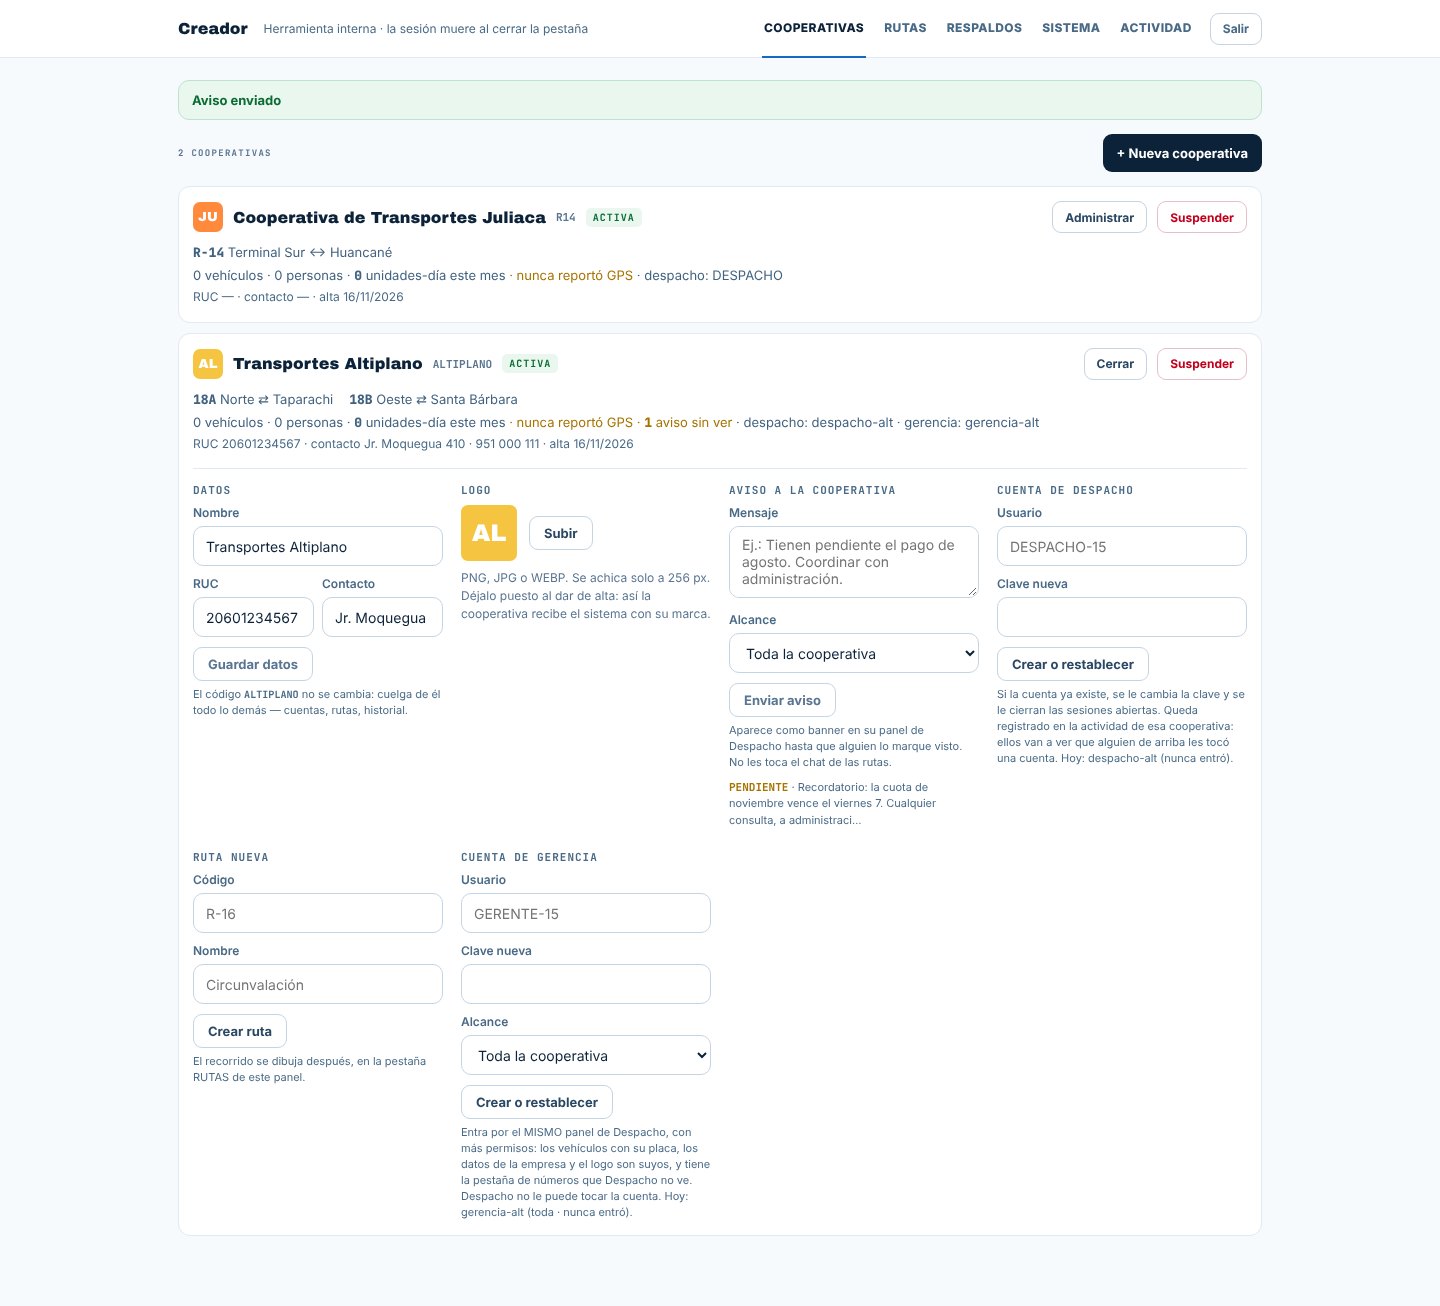 Creador
Herramienta interna · la sesión muere al cerrar la pestaña
COOPERATIVAS RUTAS RESPALDOS SISTEMA ACTIVIDAD Salir
Aviso enviado
2 COOPERATIVAS
+ Nueva cooperativa
JU Cooperativa de Transportes Juliaca R14 ACTIVA
Administrar Suspender
R-14 Terminal Sur ↔ Huancané
0 vehículos · 0 personas · 0 unidades-día este mes · nunca reportó GPS · despacho: DESPACHO
RUC — · contacto — · alta 16/11/2026
AL Transportes Altiplano ALTIPLANO ACTIVA
Cerrar Suspender
18A Norte ⇄ Taparachi 18B Oeste ⇄ Santa Bárbara
0 vehículos · 0 personas · 0 unidades-día este mes · nunca reportó GPS · 1 aviso sin ver · despacho: despacho-alt · gerencia: gerencia-alt
RUC 20601234567 · contacto Jr. Moquegua 410 · 951 000 111 · alta 16/11/2026
DATOS
Nombre
Transportes Altiplano
RUC Contacto
20601234567 Jr. Moquegua
Guardar datos
El código ALTIPLANO no se cambia: cuelga de él
todo lo demás — cuentas, rutas, historial.
LOGO
AL
Subir
PNG, JPG o WEBP. Se achica solo a 256 px.
Déjalo puesto al dar de alta: así la
cooperativa recibe el sistema con su marca.
AVISO A LA COOPERATIVA
Mensaje
Ej.: Tienen pendiente el pago de
agosto. Coordinar con
administración.
Alcance
Toda la cooperativa
Enviar aviso
Aparece como banner en su panel de
Despacho hasta que alguien lo marque visto.
No les toca el chat de las rutas.
PENDIENTE · Recordatorio: la cuota de
noviembre vence el viernes 7. Cualquier
consulta, a administraci...
CUENTA DE DESPACHO
Usuario
DESPACHO-15
Clave nueva
Crear o restablecer
Si la cuenta ya existe, se le cambia la clave y se
le cierran las sesiones abiertas. Queda
registrado en la actividad de esa cooperativa:
ellos van a ver que alguien de arriba les tocó
una cuenta. Hoy: despacho-alt (nunca entró).
RUTA NUEVA
Código
R-16
Nombre
Circunvalación
Crear ruta
El recorrido se dibuja después, en la pestaña
RUTAS de este panel.
CUENTA DE GERENCIA
Usuario
GERENTE-15
Clave nueva
Alcance
Toda la cooperativa
Crear o restablecer
Entra por el MISMO panel de Despacho, con
más permisos: los vehículos con su placa, los
datos de la empresa y el logo son suyos, y tiene
la pestaña de números que Despacho no ve.
Despacho no le puede tocar la cuenta. Hoy:
gerencia-alt (toda · nunca entró).